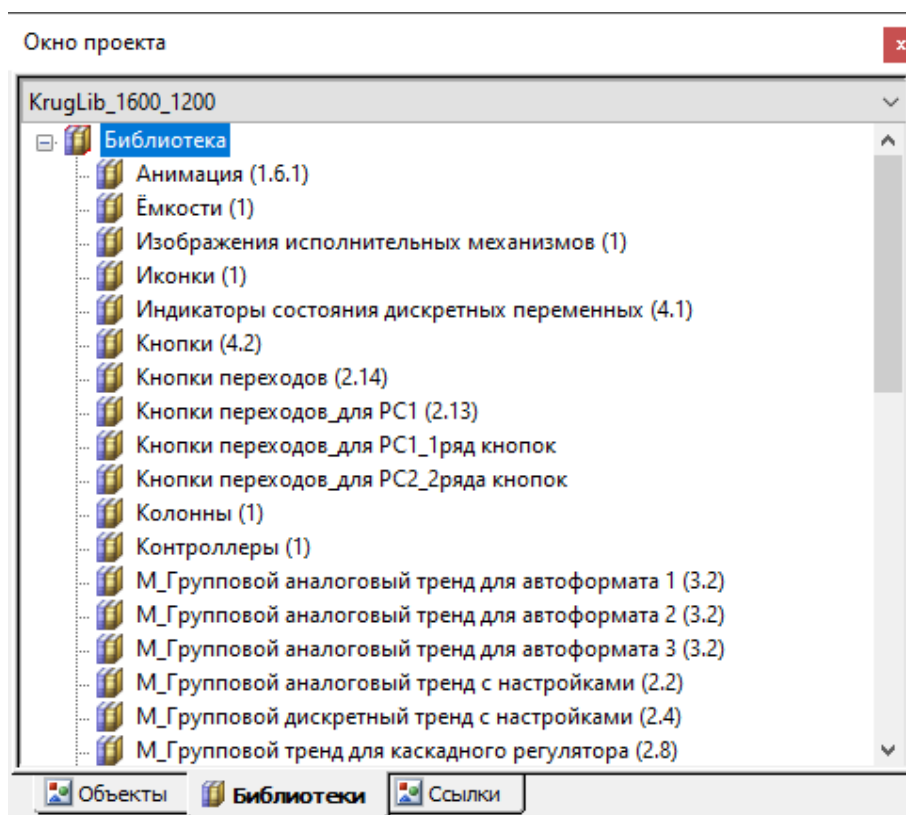 Окно проекта
x
KrugLib_1600_1200
Библиотека
Анимация (1.6.1)
Ёмкости (1)
Изображения исполнительных механизмов (1)
Иконки (1)
Индикаторы состояния дискретных переменных (4.1)
Кнопки (4.2)
Кнопки переходов (2.14)
Кнопки переходов_для РС1 (2.13)
Кнопки переходов_для РС1_1ряд кнопок
Кнопки переходов_для РС2_2ряда кнопок
Колонны (1)
Контроллеры (1)
М_Групповой аналоговый тренд для автоформата 1 (3.2)
М_Групповой аналоговый тренд для автоформата 2 (3.2)
М_Групповой аналоговый тренд для автоформата 3 (3.2)
М_Групповой аналоговый тренд с настройками (2.2)
М_Групповой дискретный тренд с настройками (2.4)
М_Групповой тренд для каскадного регулятора (2.8)
Объекты Библиотеки Ссылки